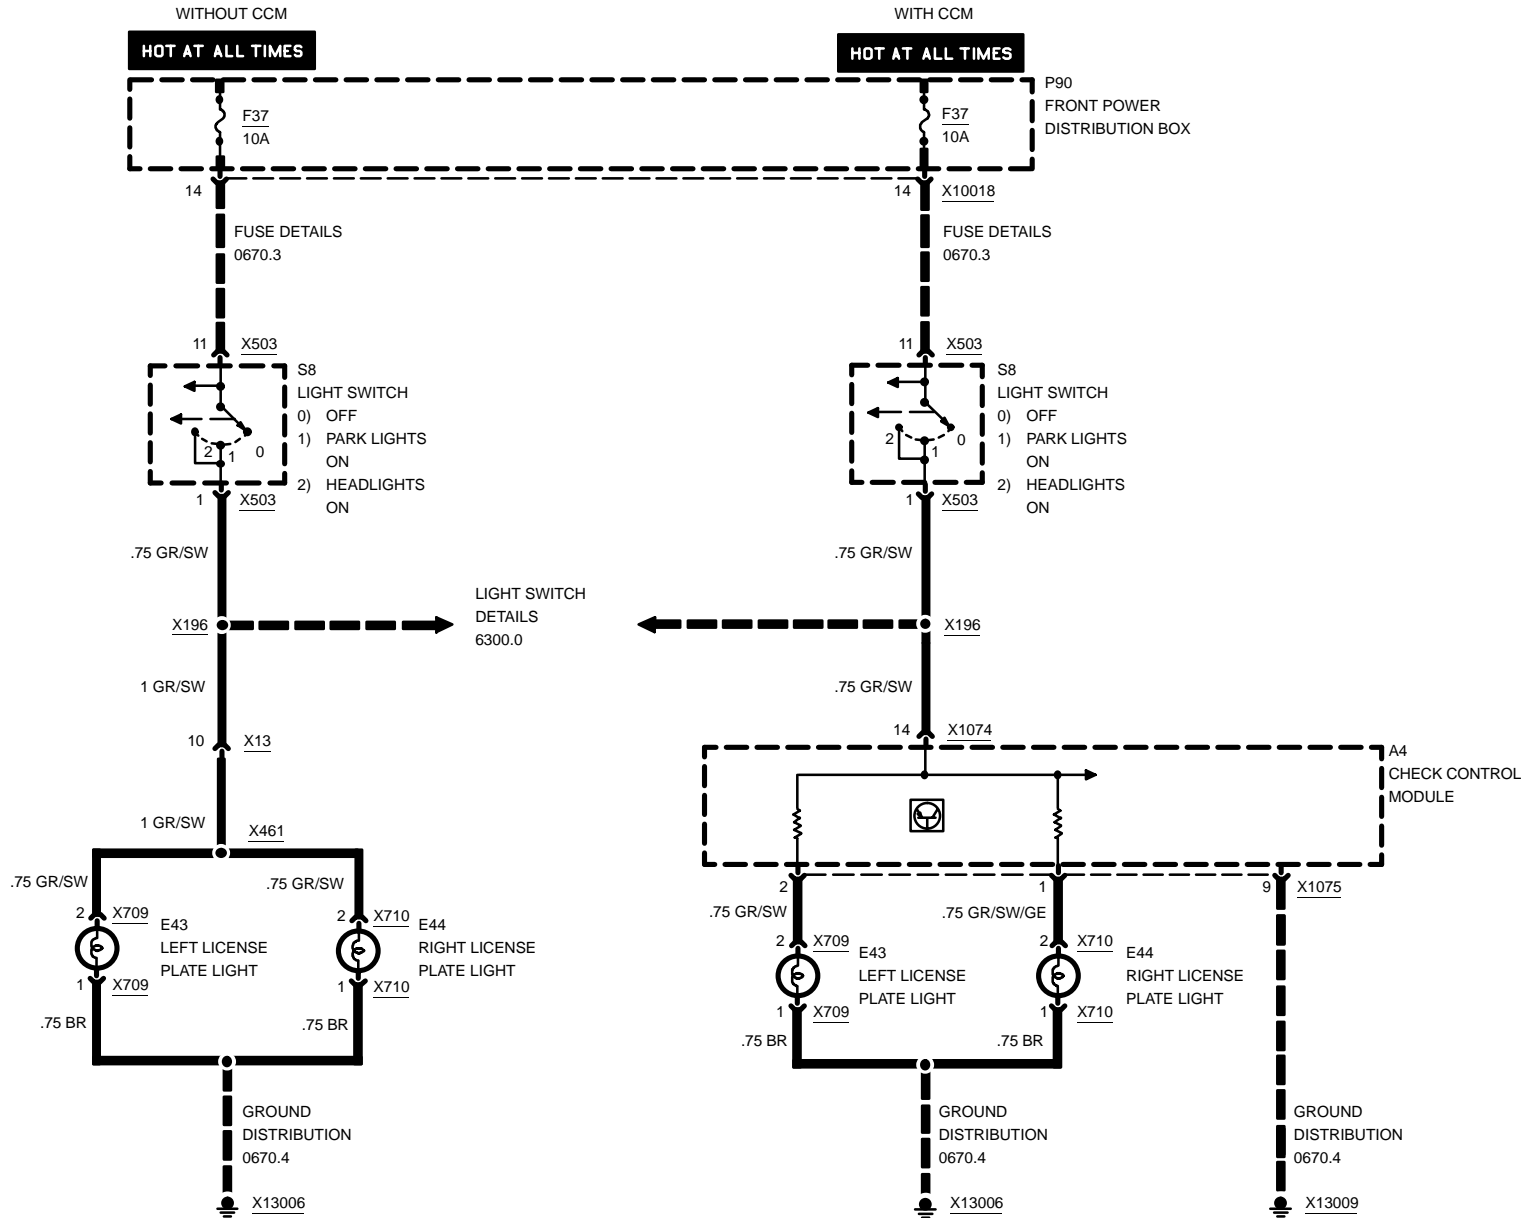 WITHOUT CCM
WITH CCM
HOT AT ALL TIMES
HOT AT ALL TIMES
F37
10A
F37
10A
P90
FRONT POWER
DISTRIBUTION BOX
14
14
X10018
FUSE DETAILS
0670.3
FUSE DETAILS
0670.3
11
X503
11
X503
S8
LIGHT SWITCH
0) OFF
1) PARK LIGHTS
ON
2) HEADLIGHTS
ON
2
1
0
S8
LIGHT SWITCH
0) OFF
1) PARK LIGHTS
ON
2) HEADLIGHTS
ON
2
1
0
1
X503
1
X503
.75 GR/SW
.75 GR/SW
LIGHT SWITCH
DETAILS
6300.0
X196
X196
1 GR/SW
.75 GR/SW
10
X13
14
X1074
A4
CHECK CONTROL
MODULE
1 GR/SW
X461
.75 GR/SW
.75 GR/SW
2
1
9
X1075
2
X709
2
X710
.75 GR/SW
.75 GR/SW/GE
E43
LEFT LICENSE
PLATE LIGHT
E44
RIGHT LICENSE
PLATE LIGHT
2
X709
2
X710
E43
LEFT LICENSE
PLATE LIGHT
E44
RIGHT LICENSE
PLATE LIGHT
1
X709
1
X710
1
X709
1
X710
.75 BR
.75 BR
.75 BR
.75 BR
GROUND
DISTRIBUTION
0670.4
GROUND
DISTRIBUTION
0670.4
GROUND
DISTRIBUTION
0670.4
X13006
X13006
X13009